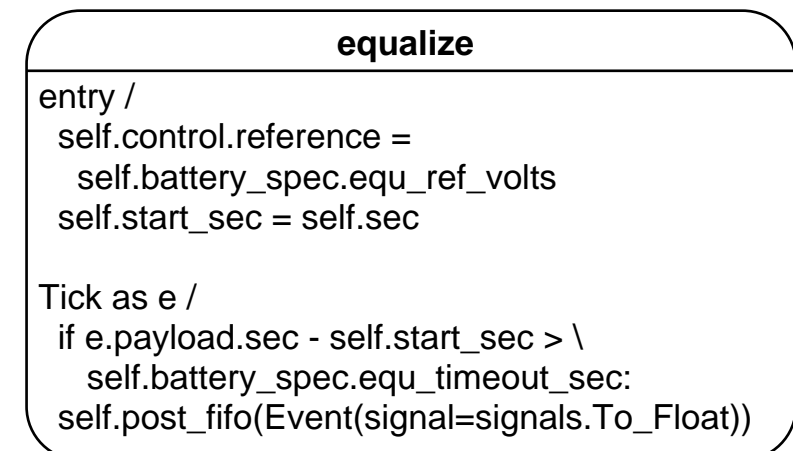 equalize
entry /
self.control.reference =
self.battery_spec.equ_ref_volts
self.start_sec = self.sec
Tick as e /
if e.payload.sec - self.start_sec > \
self.battery_spec.equ_timeout_sec:
self.post_fifo(Event(signal=signals.To_Float))